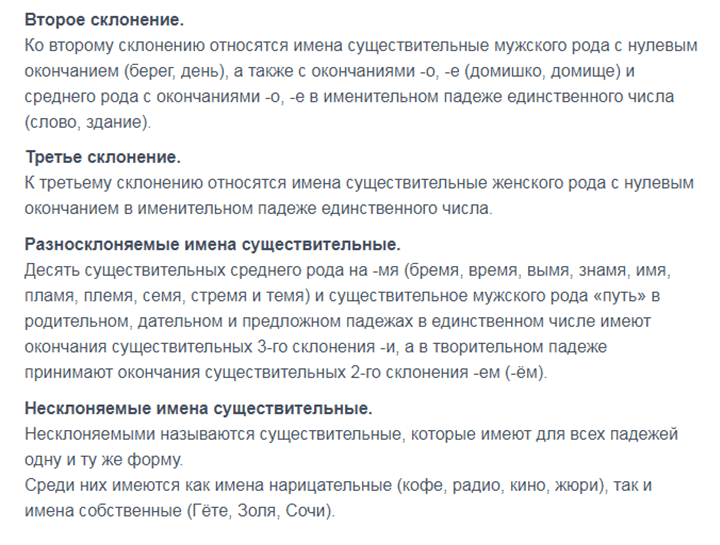 Второе склонение.
Ко второму склонению относятся имена существительные мужского рода с нулевым
окончанием (берег, день), а также с окончаниями -о, -е (домишко, домище) и
среднего рода с окончаниями -о, -е в именительном падеже единственного числа
(слово, здание).
Третье склонение.
К третьему склонению относятся имена существительные женского рода с нулевым
окончанием в именительном падеже единственного числа.
Разносклоняемые имена существительные.
Десять существительных среднего рода на -мя (бремя, время, вымя, знамя, имя,
пламя, племя, семя, стремя и темя) и существительное мужского рода «путь» в
родительном, дательном и предложном падежах в единственном числе имеют
окончания существительных 3-го склонения -и, а в творительном падеже
принимают окончания существительных 2-го склонения -ем (-ём).
Несклоняемые имена существительные.
Несклоняемыми называются существительные, которые имеют для всех падежей
одну и ту же форму.
Среди них имеются как имена нарицательные (кофе, радио, кино, жюри), так и
имена собственные (Гёте, Золя, Сочи).